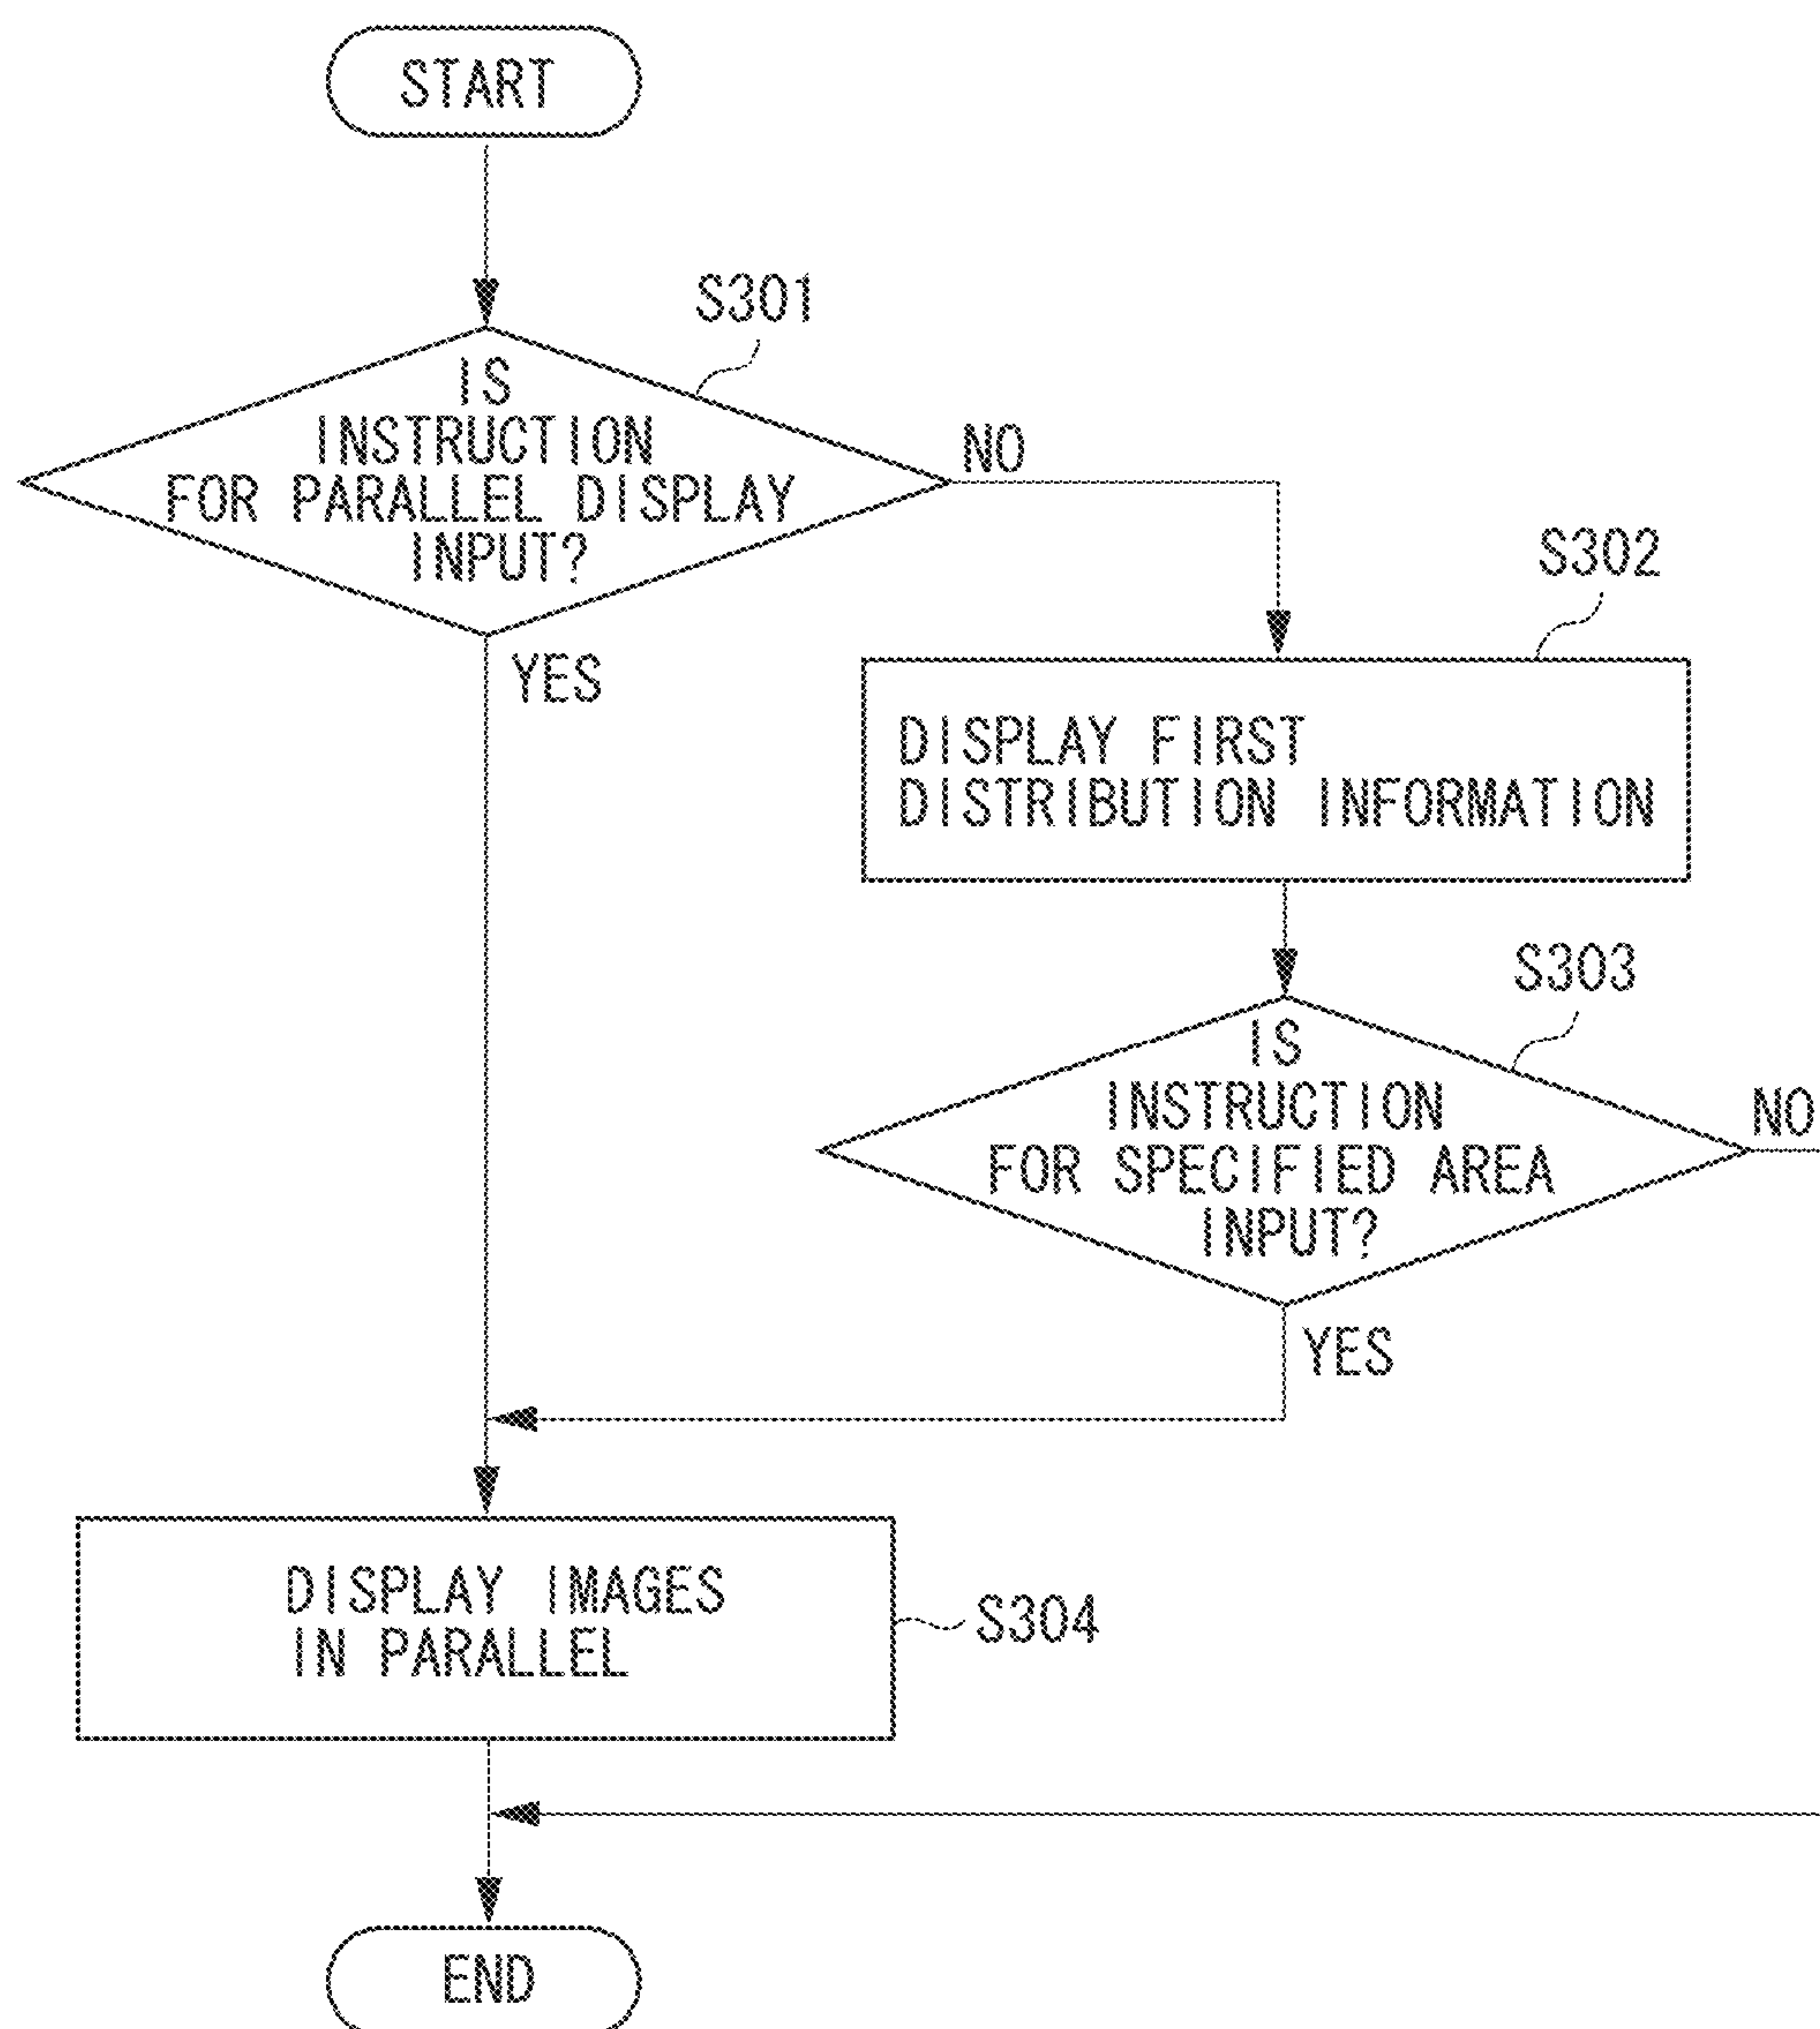 START
S301
IS
INSTRUCTION
FOR PARALLEL DISPLAY
INPUT?
NO
YES
S302
DISPLAY FIRST
DISTRIBUTION INFORMATION
S303
IS
INSTRUCTION
FOR SPECIFIED AREA
INPUT?
NO
YES
DISPLAY IMAGES
IN PARALLEL
S304
END